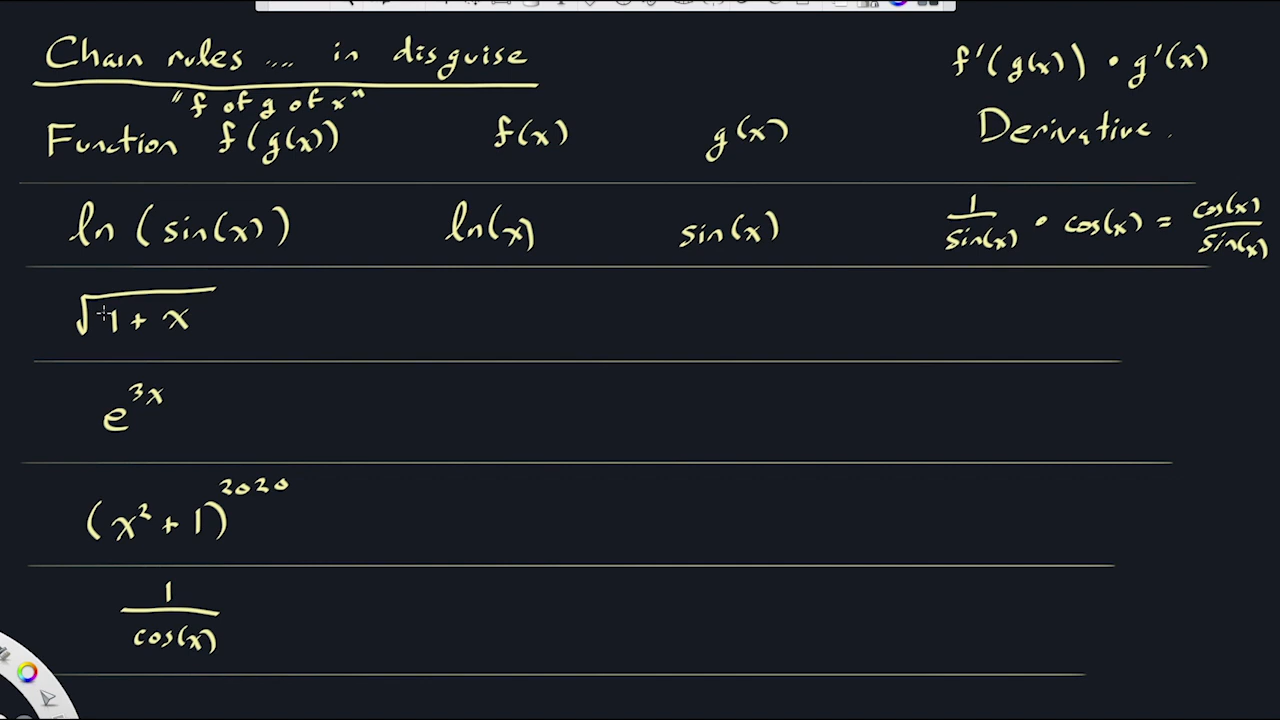 Chain rules .... in disguise f'(g(x)) • g'(x)
"f of g of x"
Function f(g(x)) f(x) g(x) Derivative.
ln (sin(x)) ln(x) sin(x) 1/sin(x) • cos(x) = cos(x)/sin(x)
√(1 + x)
e^3x
(x² + 1)^2020
1/cos(x)